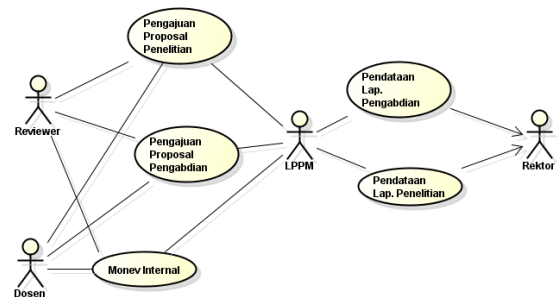 Pengajuan
Proposal
Penelitian
Reviewer
Pengajuan
Proposal
Pengabdian
Dosen
Monev Internal
LPPM
Pendataan
Lap.
Pengabdian
Pendataan
Lap. Penelitian
Rektor